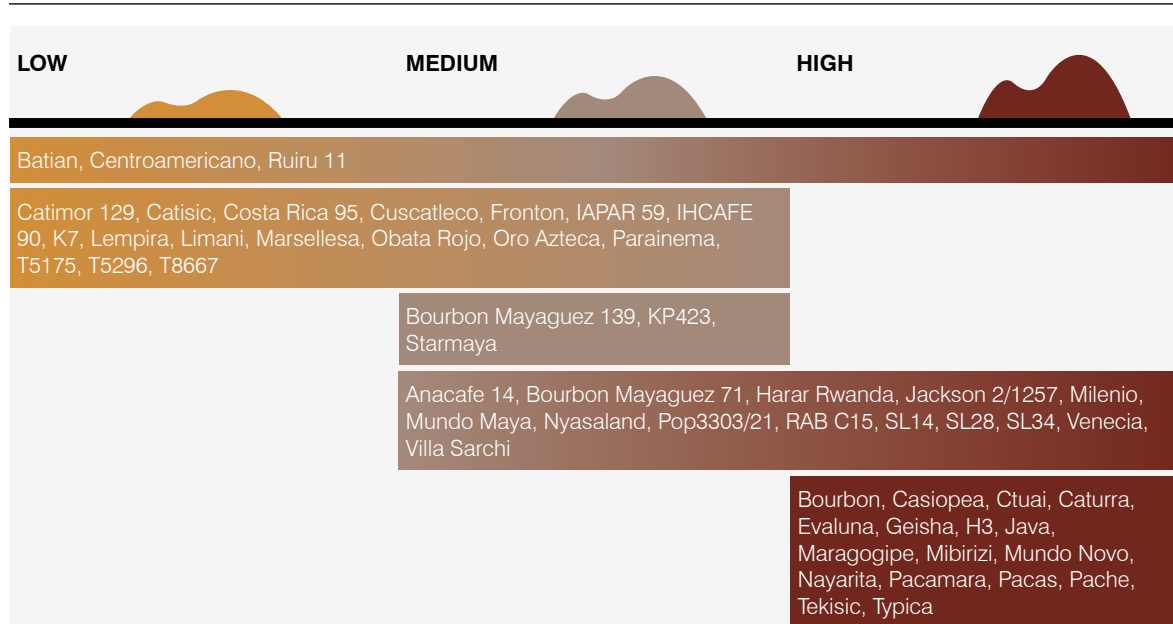 LOW
MEDIUM
HIGH
Batian, Centroamericano, Ruiru 11
Catimor 129, Catisic, Costa Rica 95, Cuscatleco, Fronton, IAPAR 59, IHCAFE
90, K7, Lempira, Limani, Marsellesa, Obata Rojo, Oro Azteca, Parainema,
T5175, T5296, T8667
Bourbon Mayaguez 139, KP423,
Starmaya
Anacafe 14, Bourbon Mayaguez 71, Harar Rwanda, Jackson 2/1257, Milenio,
Mundo Maya, Nyasaland, Pop3303/21, RAB C15, SL14, SL28, SL34, Venecia,
Villa Sarchi
Bourbon, Casiopea, Ctuai, Caturra,
Evaluna, Geisha, H3, Java,
Maragogipe, Mibirizi, Mundo Novo,
Nayarita, Pacamara, Pacas, Pache,
Tekisic, Typica